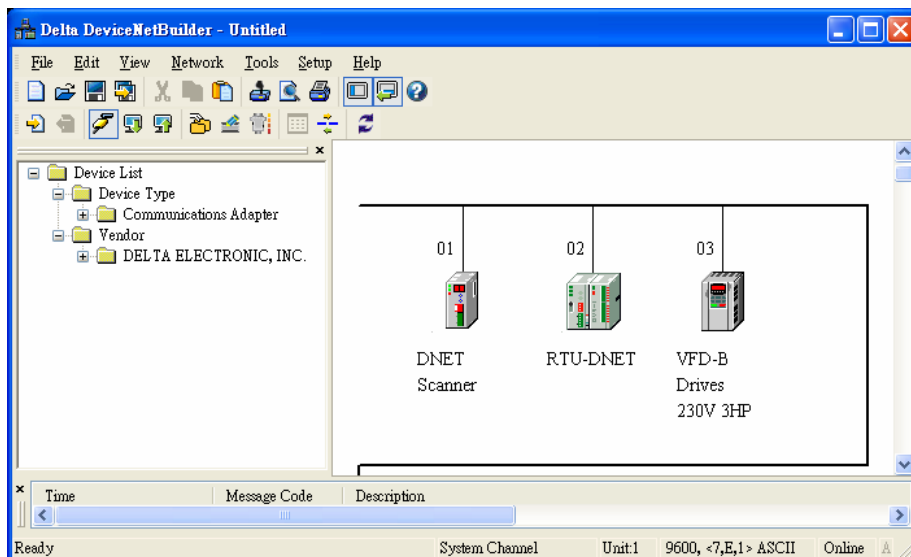 Delta DeviceNetBuilder - Untitled
File Edit View Network Tools Setup Help
Device List
Device Type
Communications Adapter
Vendor
DELTA ELECTRONIC, INC.
01 02 03
DNET Scanner
RTU-DNET
VFD-B Drives 230V 3HP
Time Message Code Description
Ready System Channel Unit:1 9600, <7,E,1> ASCII Online A